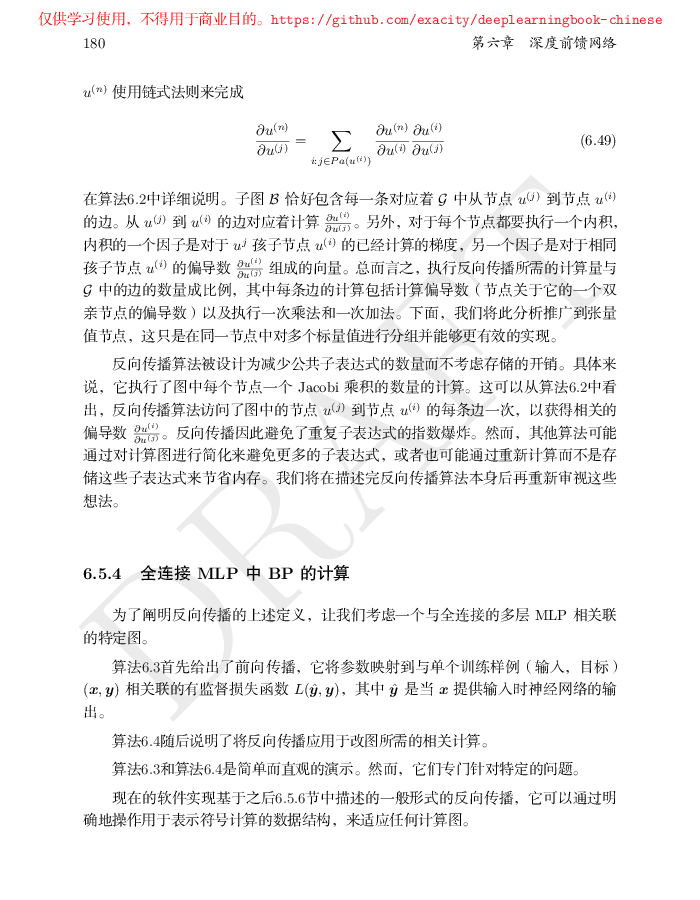 仅供学习使用，不得用于商业目的。https://github.com/exacity/deeplearningbook-chinese
180 第六章 深度前馈网络
u^{(n)} 使用链式法则来完成
\frac{∂u^{(n)}}{∂u^{(j)}} = \sum_{i:j∈Pa(u^{(i)})} \frac{∂u^{(n)}}{∂u^{(i)}} \frac{∂u^{(i)}}{∂u^{(j)}} (6.49)
在算法6.2中详细说明。子图 B 恰好包含每一条对应着 G 中从节点 u^{(j)} 到节点 u^{(i)}
的边。从 u^{(j)} 到 u^{(i)} 的边对应着计算 \frac{∂u^{(i)}}{∂u^{(j)}}。另外，对于每个节点都要执行一个内积，
内积的一个因子是对于 u^{j} 孩子节点 u^{(i)} 的已经计算的梯度，另一个因子是对于相同
孩子节点 u^{(i)} 的偏导数 \frac{∂u^{(i)}}{∂u^{(j)}} 组成的向量。总而言之，执行反向传播所需的计算量与
G 中的边的数量成比例，其中每条边的计算包括计算偏导数（节点关于它的一个双
亲节点的偏导数）以及执行一次乘法和一次加法。下面，我们将此分析推广到张量
值节点，这只是在同一节点中对多个标量值进行分组并能够更有效的实现。
反向传播算法被设计为减少公共子表达式的数量而不考虑存储的开销。具体来
说，它执行了图中每个节点一个 Jacobi 乘积的数量的计算。这可以从算法6.2中看
出，反向传播算法访问了图中的节点 u^{(j)} 到节点 u^{(i)} 的每条边一次，以获得相关的
偏导数 \frac{∂u^{(i)}}{∂u^{(j)}}。反向传播因此避免了重复子表达式的指数爆炸。然而，其他算法可能
通过对计算图进行简化来避免更多的子表达式，或者也可能通过重新计算而不是存
储这些子表达式来节省内存。我们将在描述完反向传播算法本身后再重新审视这些
想法。
6.5.4 全连接 MLP 中 BP 的计算
为了阐明反向传播的上述定义，让我们考虑一个与全连接的多层 MLP 相关联
的特定图。
算法6.3首先给出了前向传播，它将参数映射到与单个训练样例（输入，目标）
(x, y) 相关联的有监督损失函数 L(ŷ, y)，其中 ŷ 是当 x 提供输入时神经网络的输
出。
算法6.4随后说明了将反向传播应用于改图所需的相关计算。
算法6.3和算法6.4是简单而直观的演示。然而，它们专门针对特定的问题。
现在的软件实现基于之后6.5.6节中描述的一般形式的反向传播，它可以通过明
确地操作用于表示符号计算的数据结构，来适应任何计算图。
DRAFT